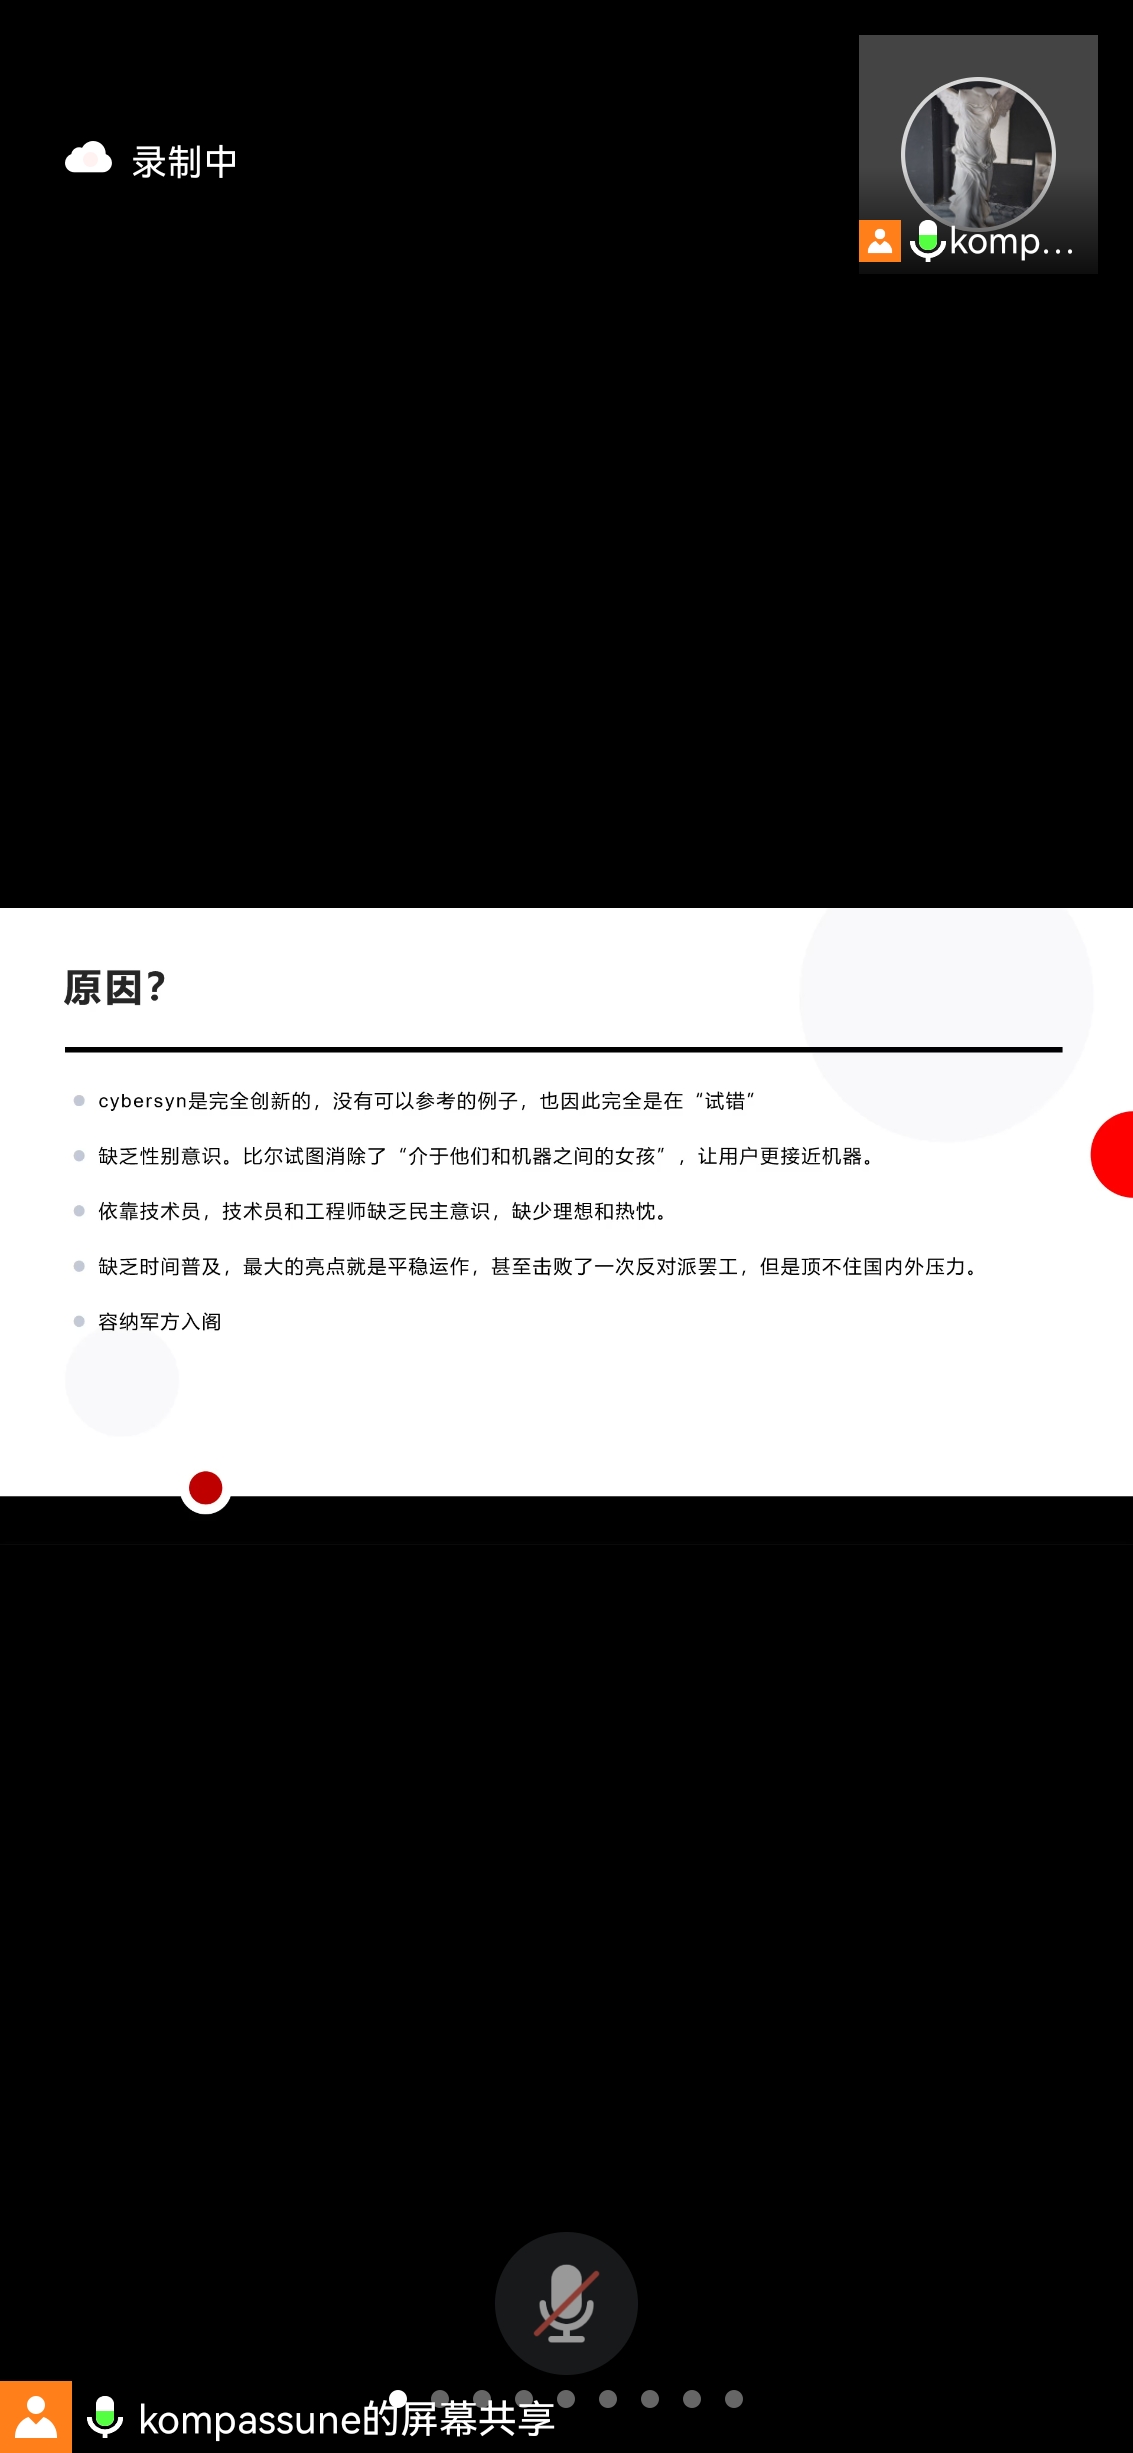 录制中
komp...
原因？
cybersyn是完全创新的，没有可以参考的例子，也因此完全是在“试错”
缺乏性别意识。比尔试图消除了“介于他们和机器之间的女孩”，让用户更接近机器。
依靠技术员，技术员和工程师缺乏民主意识，缺少理想和热忱。
缺乏时间普及，最大的亮点就是平稳运作，甚至击败了一次反对派罢工，但是顶不住国内外压力。
容纳军方入阁
kompassune的屏幕共享